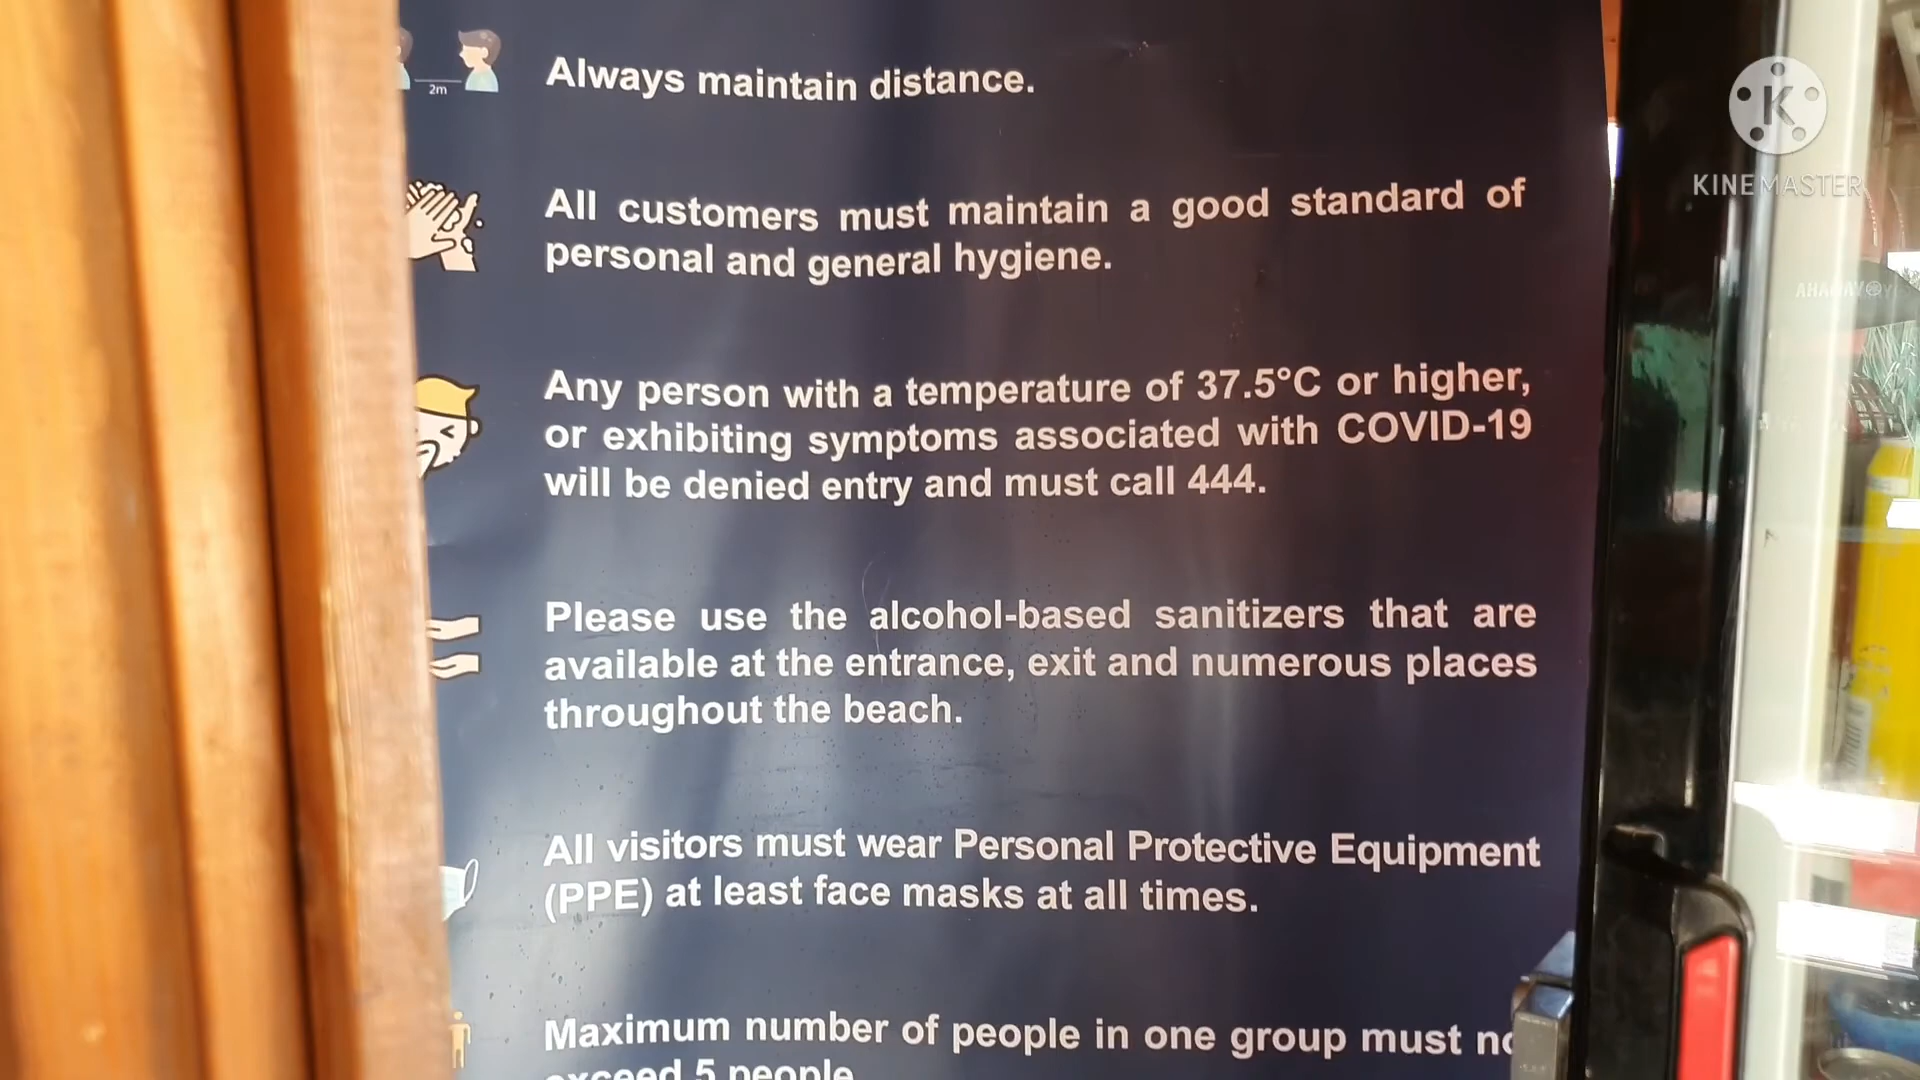 2m
Always maintain distance.
All customers must maintain a good standard of
personal and general hygiene.
Any person with a temperature of 37.5°C or higher,
or exhibiting symptoms associated with COVID-19
will be denied entry and must call 444.
Please use the alcohol-based sanitizers that are
available at the entrance, exit and numerous places
throughout the beach.
All visitors must wear Personal Protective Equipment
(PPE) at least face masks at all times.
Maximum number of people in one group must no
exceed 5 people
K
KINEMASTER